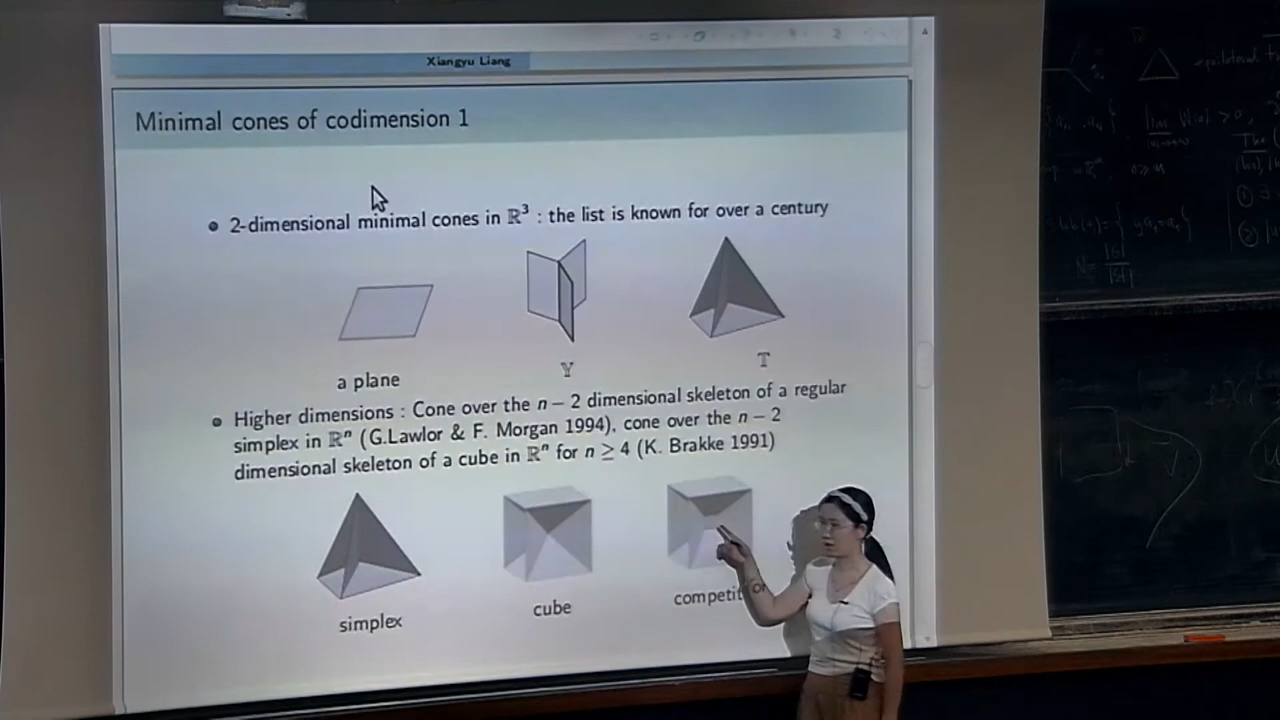 Xiangyu Liang
Minimal cones of codimension 1
2-dimensional minimal cones in ℝ³ : the list is known for over a century
a plane
𝕐
𝕋
Higher dimensions : Cone over the n − 2 dimensional skeleton of a regular
simplex in ℝⁿ (G.Lawlor & F. Morgan 1994), cone over the n − 2
dimensional skeleton of a cube in ℝⁿ for n ≥ 4 (K. Brakke 1991)
simplex
cube
competitor
equilateral